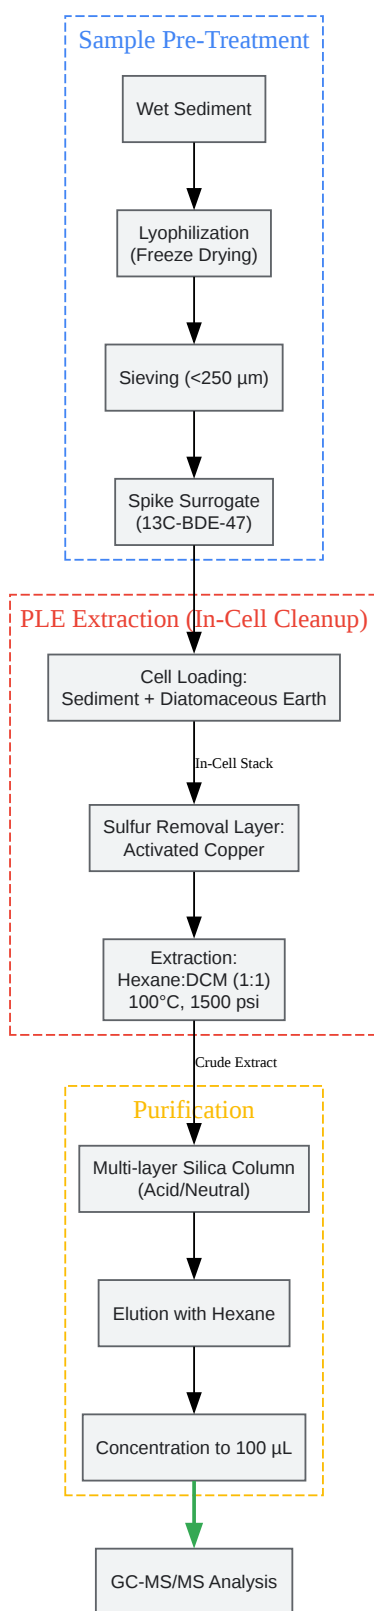 Sample Pre-Treatment
Wet Sediment
Lyophilization
(Freeze Drying)
Sieving (<250 µm)
Spike Surrogate
(13C-BDE-47)
PLE Extraction (In-Cell Cleanup)
Cell Loading:
Sediment + Diatomaceous Earth
In-Cell Stack
Sulfur Removal Layer:
Activated Copper
Extraction:
Hexane:DCM (1:1)
100°C, 1500 psi
Crude Extract
Purification
Multi-layer Silica Column
(Acid/Neutral)
Elution with Hexane
Concentration to 100 µL
GC-MS/MS Analysis